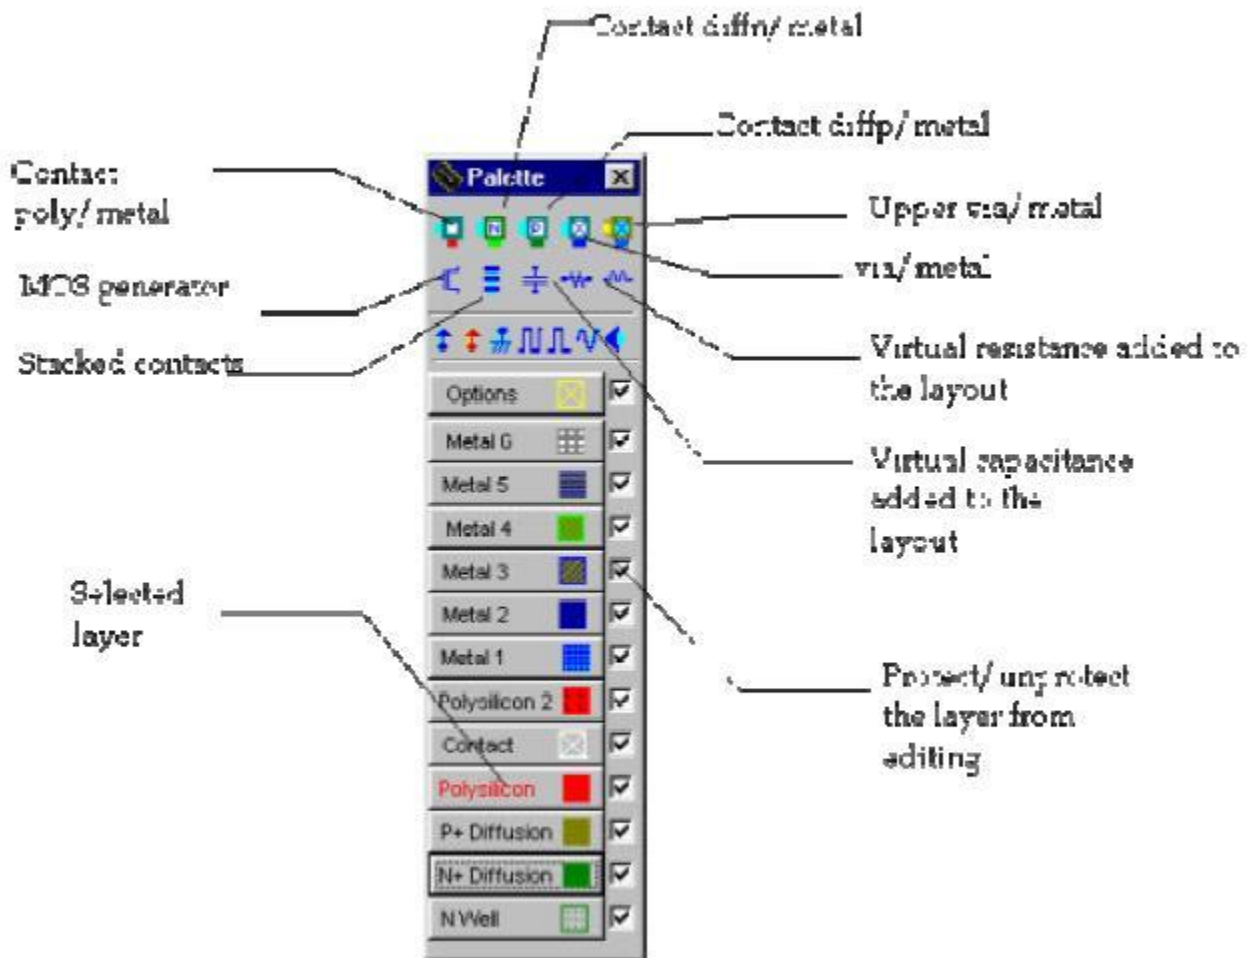 Contact diffn/ metal
Contact diffp/ metal
Contact
poly/ metal
Palette
Upper via/ metal
N
P
via/ metal
MOS generator
Stacked contacts
Virtual resistance added to
the layout
Options
Metal 6
Virtual capacitance
added to the
layout
Metal 5
Metal 4
Metal 3
Selected
layer
Metal 2
Metal 1
Protect/ unprotect
the layer from
editing
Polysilicon 2
Contact
Polysilicon
P+ Diffusion
N+ Diffusion
N Well